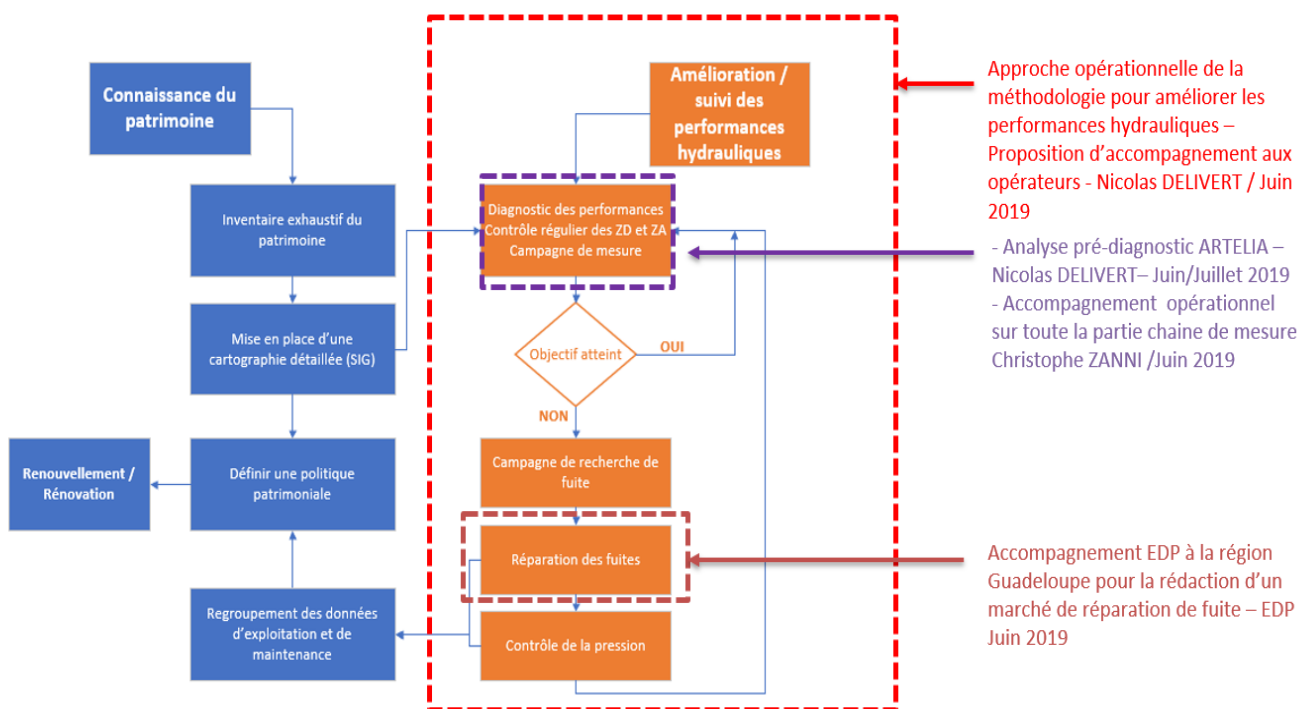 Connaissance du
patrimoine
Inventaire exhaustif du
patrimoine
Mise en place d’une
cartographie détaillée (SIG)
Définir une politique
patrimoniale
Renouvellement /
Rénovation
Regroupement des données
d’exploitation et de
maintenance
Amélioration /
suivi des
performances
hydrauliques
Diagnostic des performances
Contrôle régulier des ZD et ZA
Campagne de mesure
Objectif atteint
OUI
NON
Campagne de recherche de
fuite
Réparation des fuites
Contrôle de la pression
Approche opérationnelle de la
méthodologie pour améliorer les
performances hydrauliques –
Proposition d’accompagnement aux
opérateurs - Nicolas DELIVERT / Juin
2019
- Analyse pré-diagnostic ARTELIA –
Nicolas DELIVERT– Juin/Juillet 2019
- Accompagnement opérationnel
sur toute la partie chaine de mesure
Christophe ZANNI /Juin 2019
Accompagnement EDP à la région
Guadeloupe pour la rédaction d’un
marché de réparation de fuite – EDP
Juin 2019